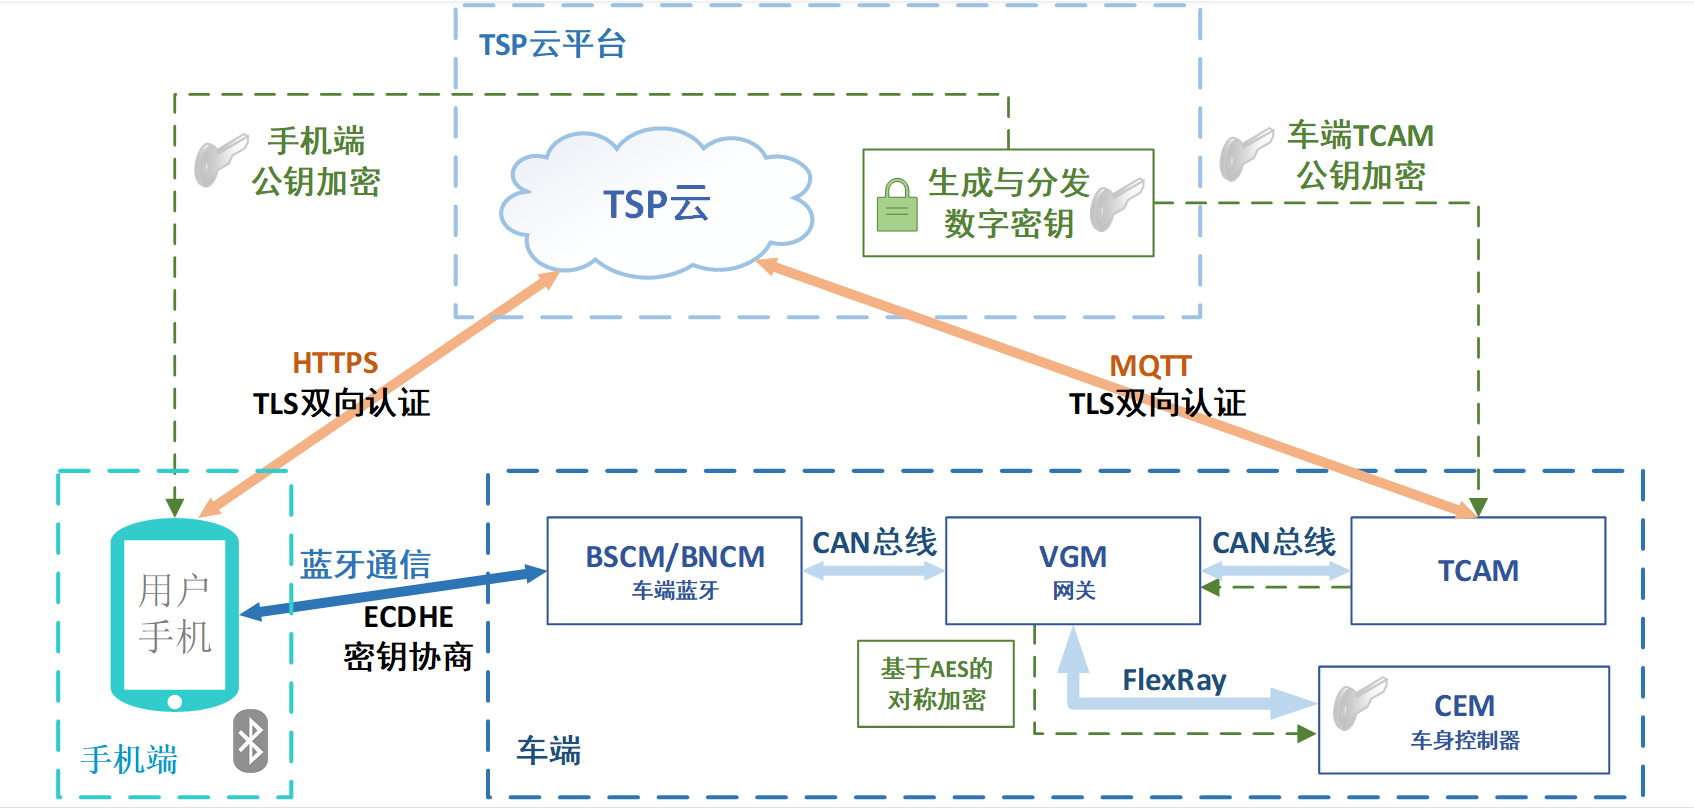 TSP云平台
手机端
公钥加密
TSP云
生成与分发
数字密钥
车端TCAM
公钥加密
HTTPS
TLS双向认证
MQTT
TLS双向认证
用户
手机
手机端
蓝牙通信
ECDHE
密钥协商
BSCM/BNCM
车端蓝牙
CAN总线
VGM
网关
CAN总线
TCAM
基于AES的
对称加密
FlexRay
CEM
车身控制器
车端